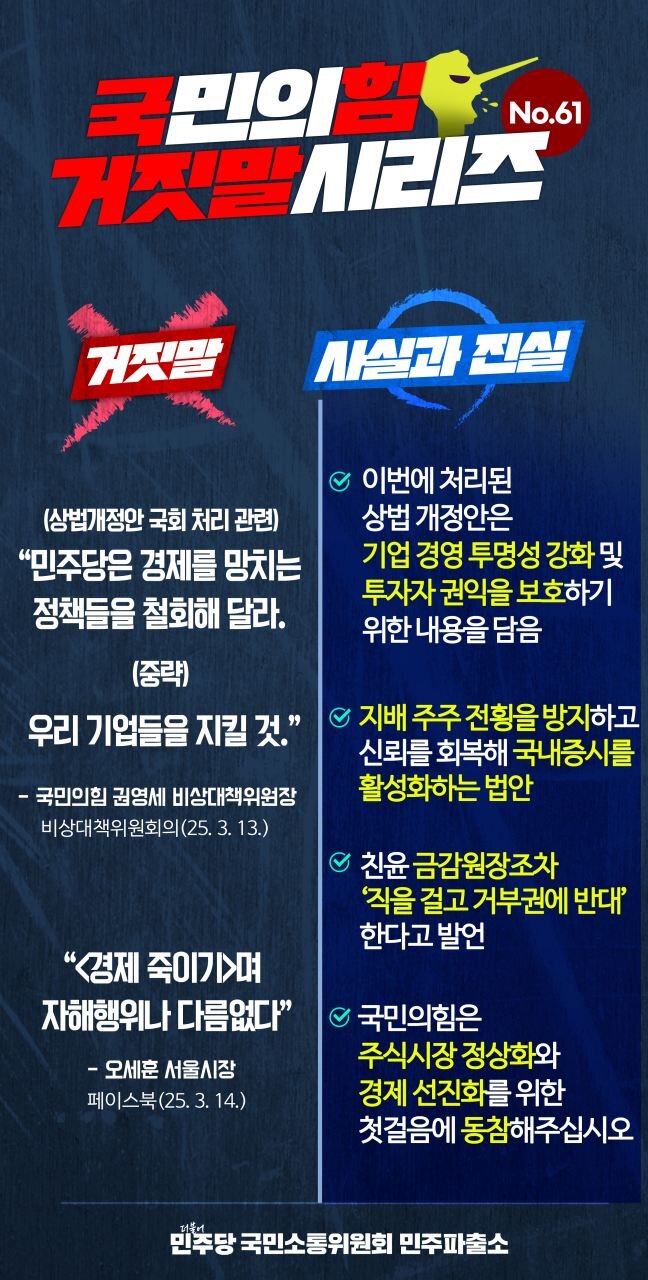 국민의힘
거짓말시리즈
No.61
거짓말
(상법개정안 국회 처리 관련)
“민주당은 경제를 망치는
정책들을 철회해 달라.
(중략)
우리 기업들을 지킬 것.”
- 국민의힘 권영세 비상대책위원장
비상대책위원회의(25. 3. 13.)
“<경제 죽이기>며
자해행위나 다름없다”
- 오세훈 서울시장
페이스북(25. 3. 14.)
사실과 진실
이번에 처리된
상법 개정안은
기업 경영 투명성 강화 및
투자자 권익을 보호하기
위한 내용을 담음
지배 주주 전횡을 방지하고
신뢰를 회복해 국내증시를
활성화하는 법안
친윤 금감원장조차
‘직을 걸고 거부권에 반대’
한다고 발언
국민의힘은
주식시장 정상화와
경제 선진화를 위한
첫걸음에 동참해주십시오
더불어
민주당 국민소통위원회 민주파출소